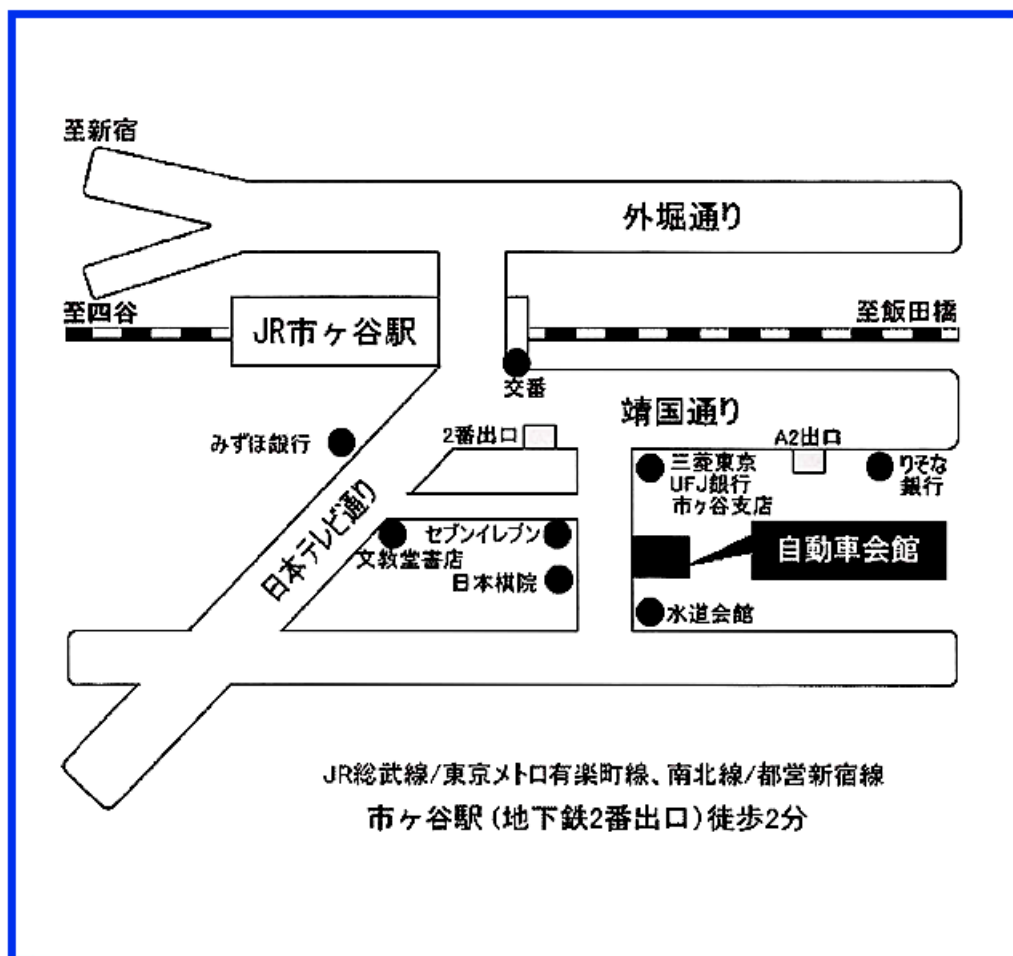 至新宿
外堀通り
至四谷
JR市ヶ谷駅
至飯田橋
交番
靖国通り
みずほ銀行
2番出口
A2出口
三菱東京
UFJ銀行
市ヶ谷支店
りそな
銀行
日本テレビ通り
セブンイレブン
文教堂書店
自動車会館
日本棋院
水道会館
JR総武線/東京メトロ有楽町線、南北線/都営新宿線
市ヶ谷駅(地下鉄2番出口)徒歩2分